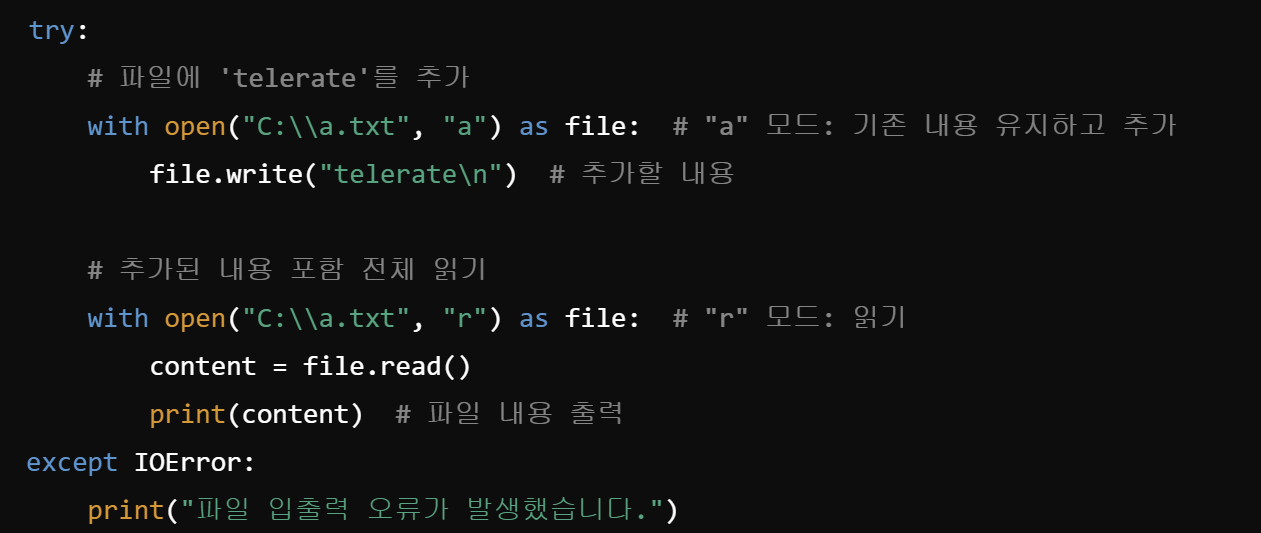 try:
    # 파일에 'telerate'를 추가
    with open("C:\\a.txt", "a") as file:  # "a" 모드: 기존 내용 유지하고 추가
        file.write("telerate\n")  # 추가할 내용
    # 추가된 내용 포함 전체 읽기
    with open("C:\\a.txt", "r") as file:  # "r" 모드: 읽기
        content = file.read()
        print(content)  # 파일 내용 출력
except IOError:
    print("파일 입출력 오류가 발생했습니다.")